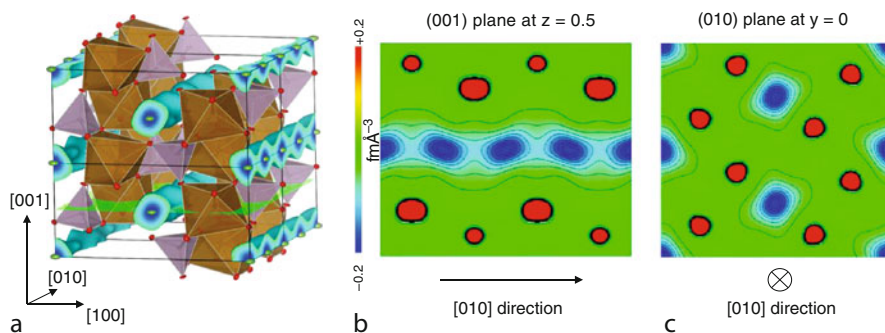 (001) plane at z = 0.5
(010) plane at y = 0
+0.2
fmÅ−3
−0.2
[001]
[010]
[100]
[010] direction
[010] direction
a
b
c